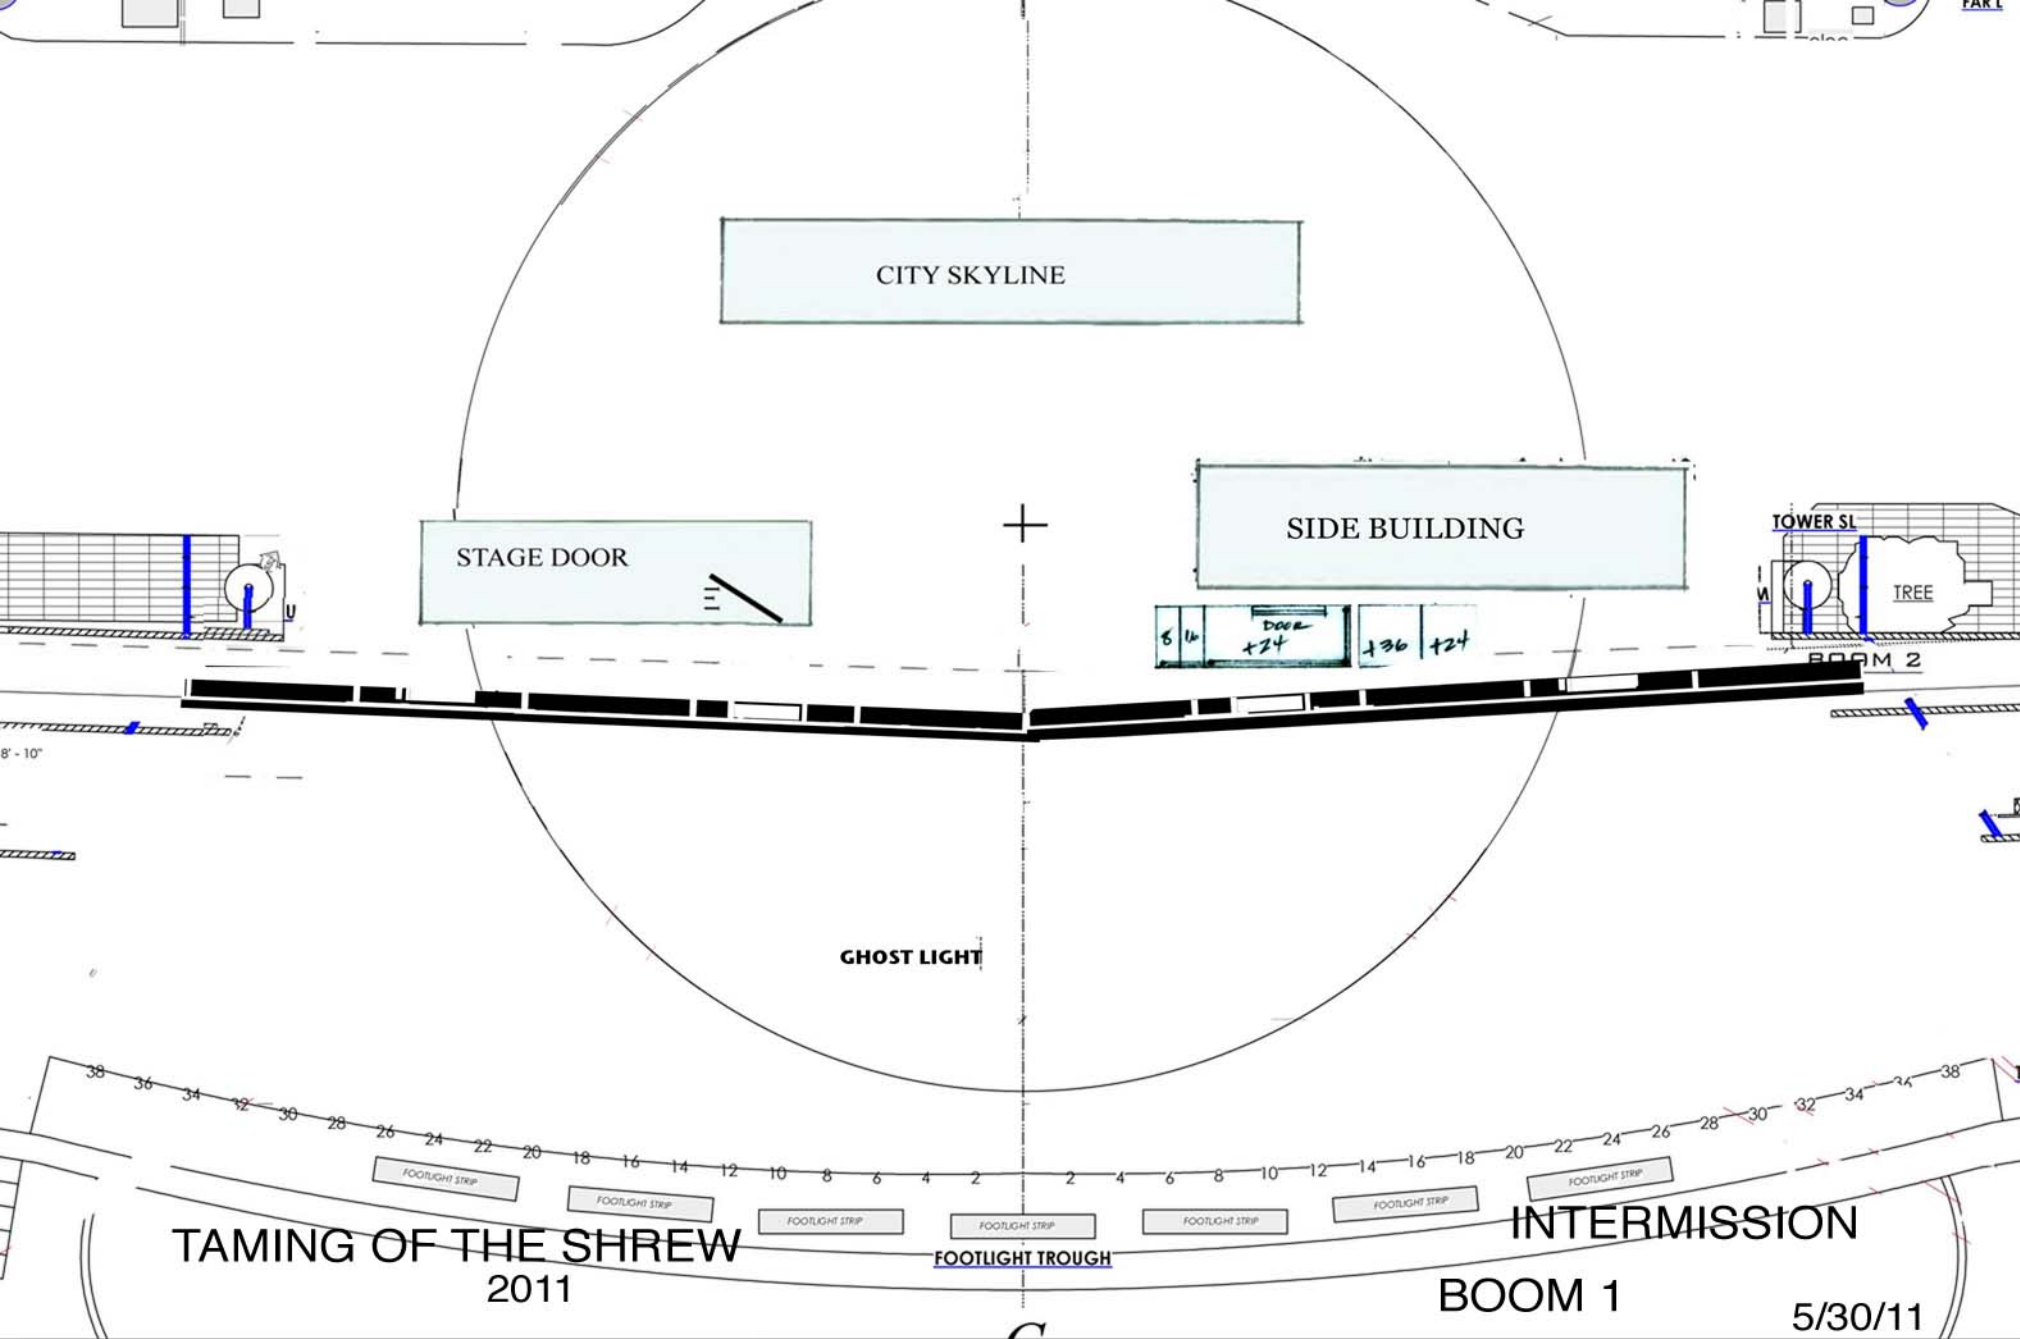 FAR L
elec
CITY SKYLINE
SIDE BUILDING
TOWER SL
STAGE DOOR
TREE
U
8 16 DOOR +24 +36 +24
BOOM 2
8' - 10"
GHOST LIGHT
38 36 34 32 30 28 26 24 22 20 18 16 14 12 10 8 6 4 2 2 4 6 8 10 12 14 16 18 20 22 24 26 28 30 32 34 36 38
FOOTLIGHT STRIP
FOOTLIGHT STRIP
FOOTLIGHT STRIP
FOOTLIGHT STRIP
FOOTLIGHT STRIP
FOOTLIGHT STRIP
FOOTLIGHT STRIP
TAMING OF THE SHREW
2011
FOOTLIGHT TROUGH
INTERMISSION
BOOM 1
5/30/11